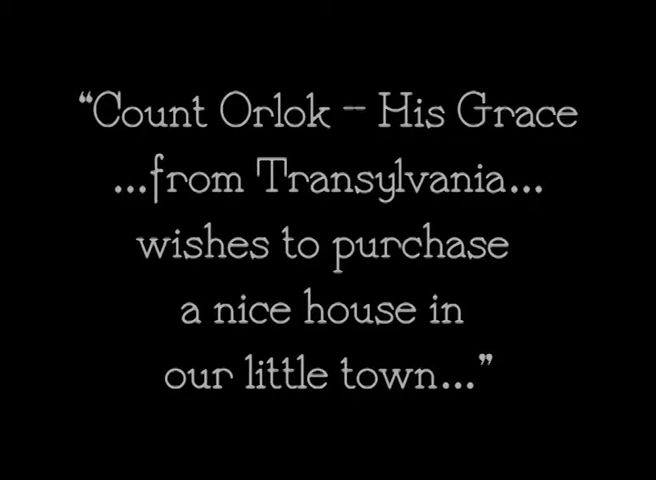 “Count Orlok – His Grace
...from Transylvania...
wishes to purchase
a nice house in
our little town...”